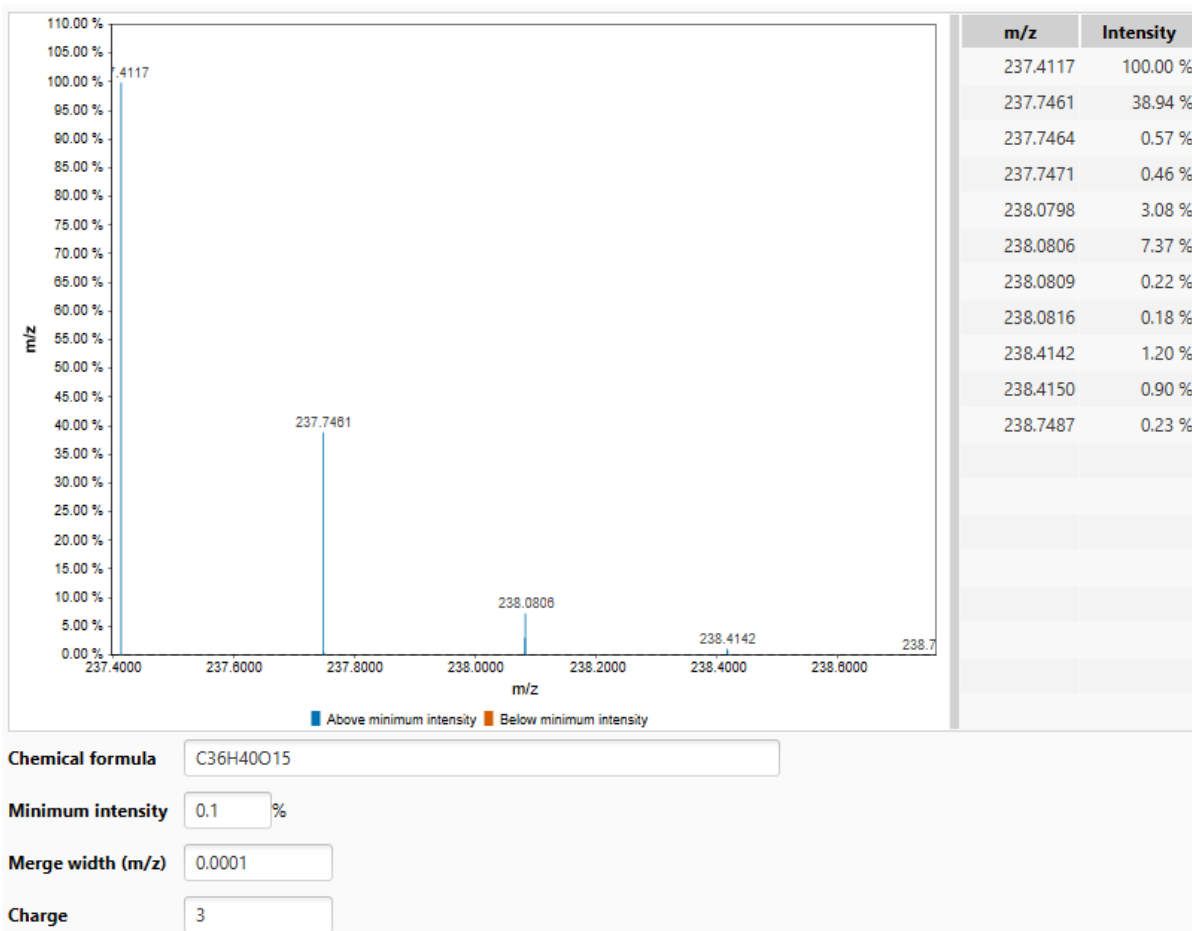 110.00 %
105.00 %
100.00 %
95.00 %
90.00 %
85.00 %
80.00 %
75.00 %
70.00 %
65.00 %
60.00 %
55.00 %
50.00 %
45.00 %
40.00 %
35.00 %
30.00 %
25.00 %
20.00 %
15.00 %
10.00 %
5.00 %
0.00 %
m/z
7.4117
237.7461
238.0806
238.4142
238.7
237.4000 237.6000 237.8000 238.0000 238.2000 238.4000 238.6000
m/z
Above minimum intensity Below minimum intensity
m/z Intensity
237.4117 100.00 %
237.7461 38.94 %
237.7464 0.57 %
237.7471 0.46 %
238.0798 3.08 %
238.0806 7.37 %
238.0809 0.22 %
238.0816 0.18 %
238.4142 1.20 %
238.4150 0.90 %
238.7487 0.23 %
Chemical formula C36H40O15
Minimum intensity 0.1 %
Merge width (m/z) 0.0001
Charge 3